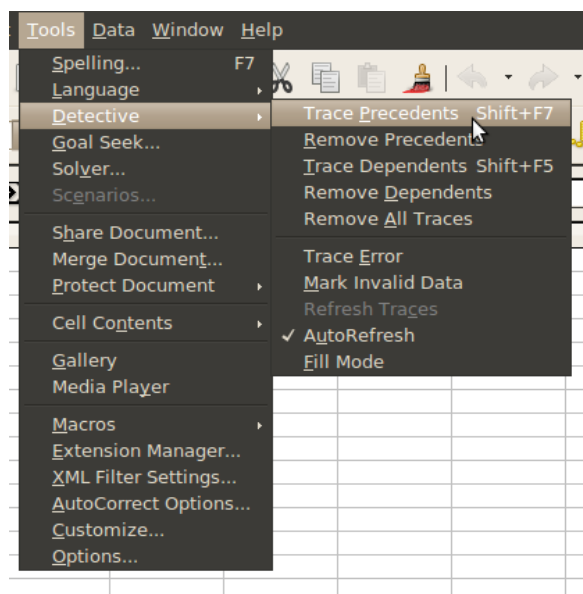 Tools Data Window Help
Spelling... F7
Language
Detective
Goal Seek...
Solver...
Scenarios...
Share Document...
Merge Document...
Protect Document
Cell Contents
Gallery
Media Player
Macros
Extension Manager...
XML Filter Settings...
AutoCorrect Options...
Customize...
Options...
Trace Precedents Shift+F7
Remove Precedents
Trace Dependents Shift+F5
Remove Dependents
Remove All Traces
Trace Error
Mark Invalid Data
Refresh Traces
AutoRefresh
Fill Mode